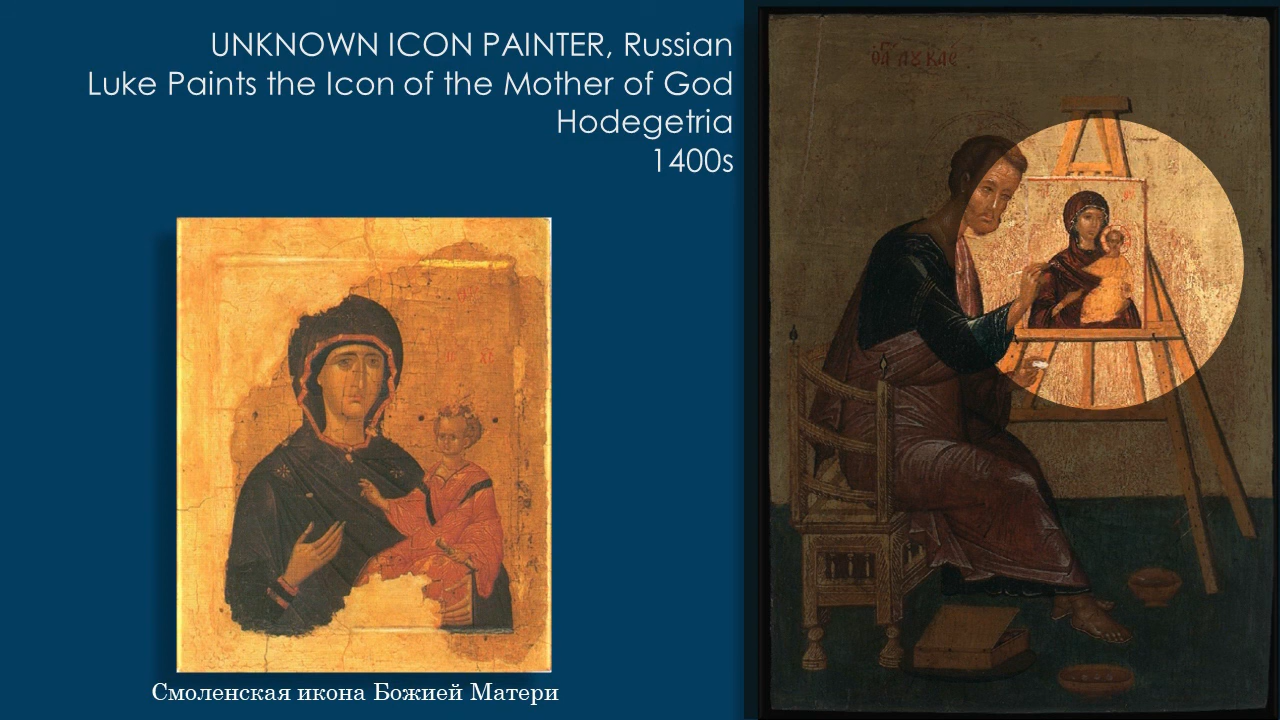 UNKNOWN ICON PAINTER, Russian
Luke Paints the Icon of the Mother of God
Hodegetria
1400s
Смоленская икона Божией Матери